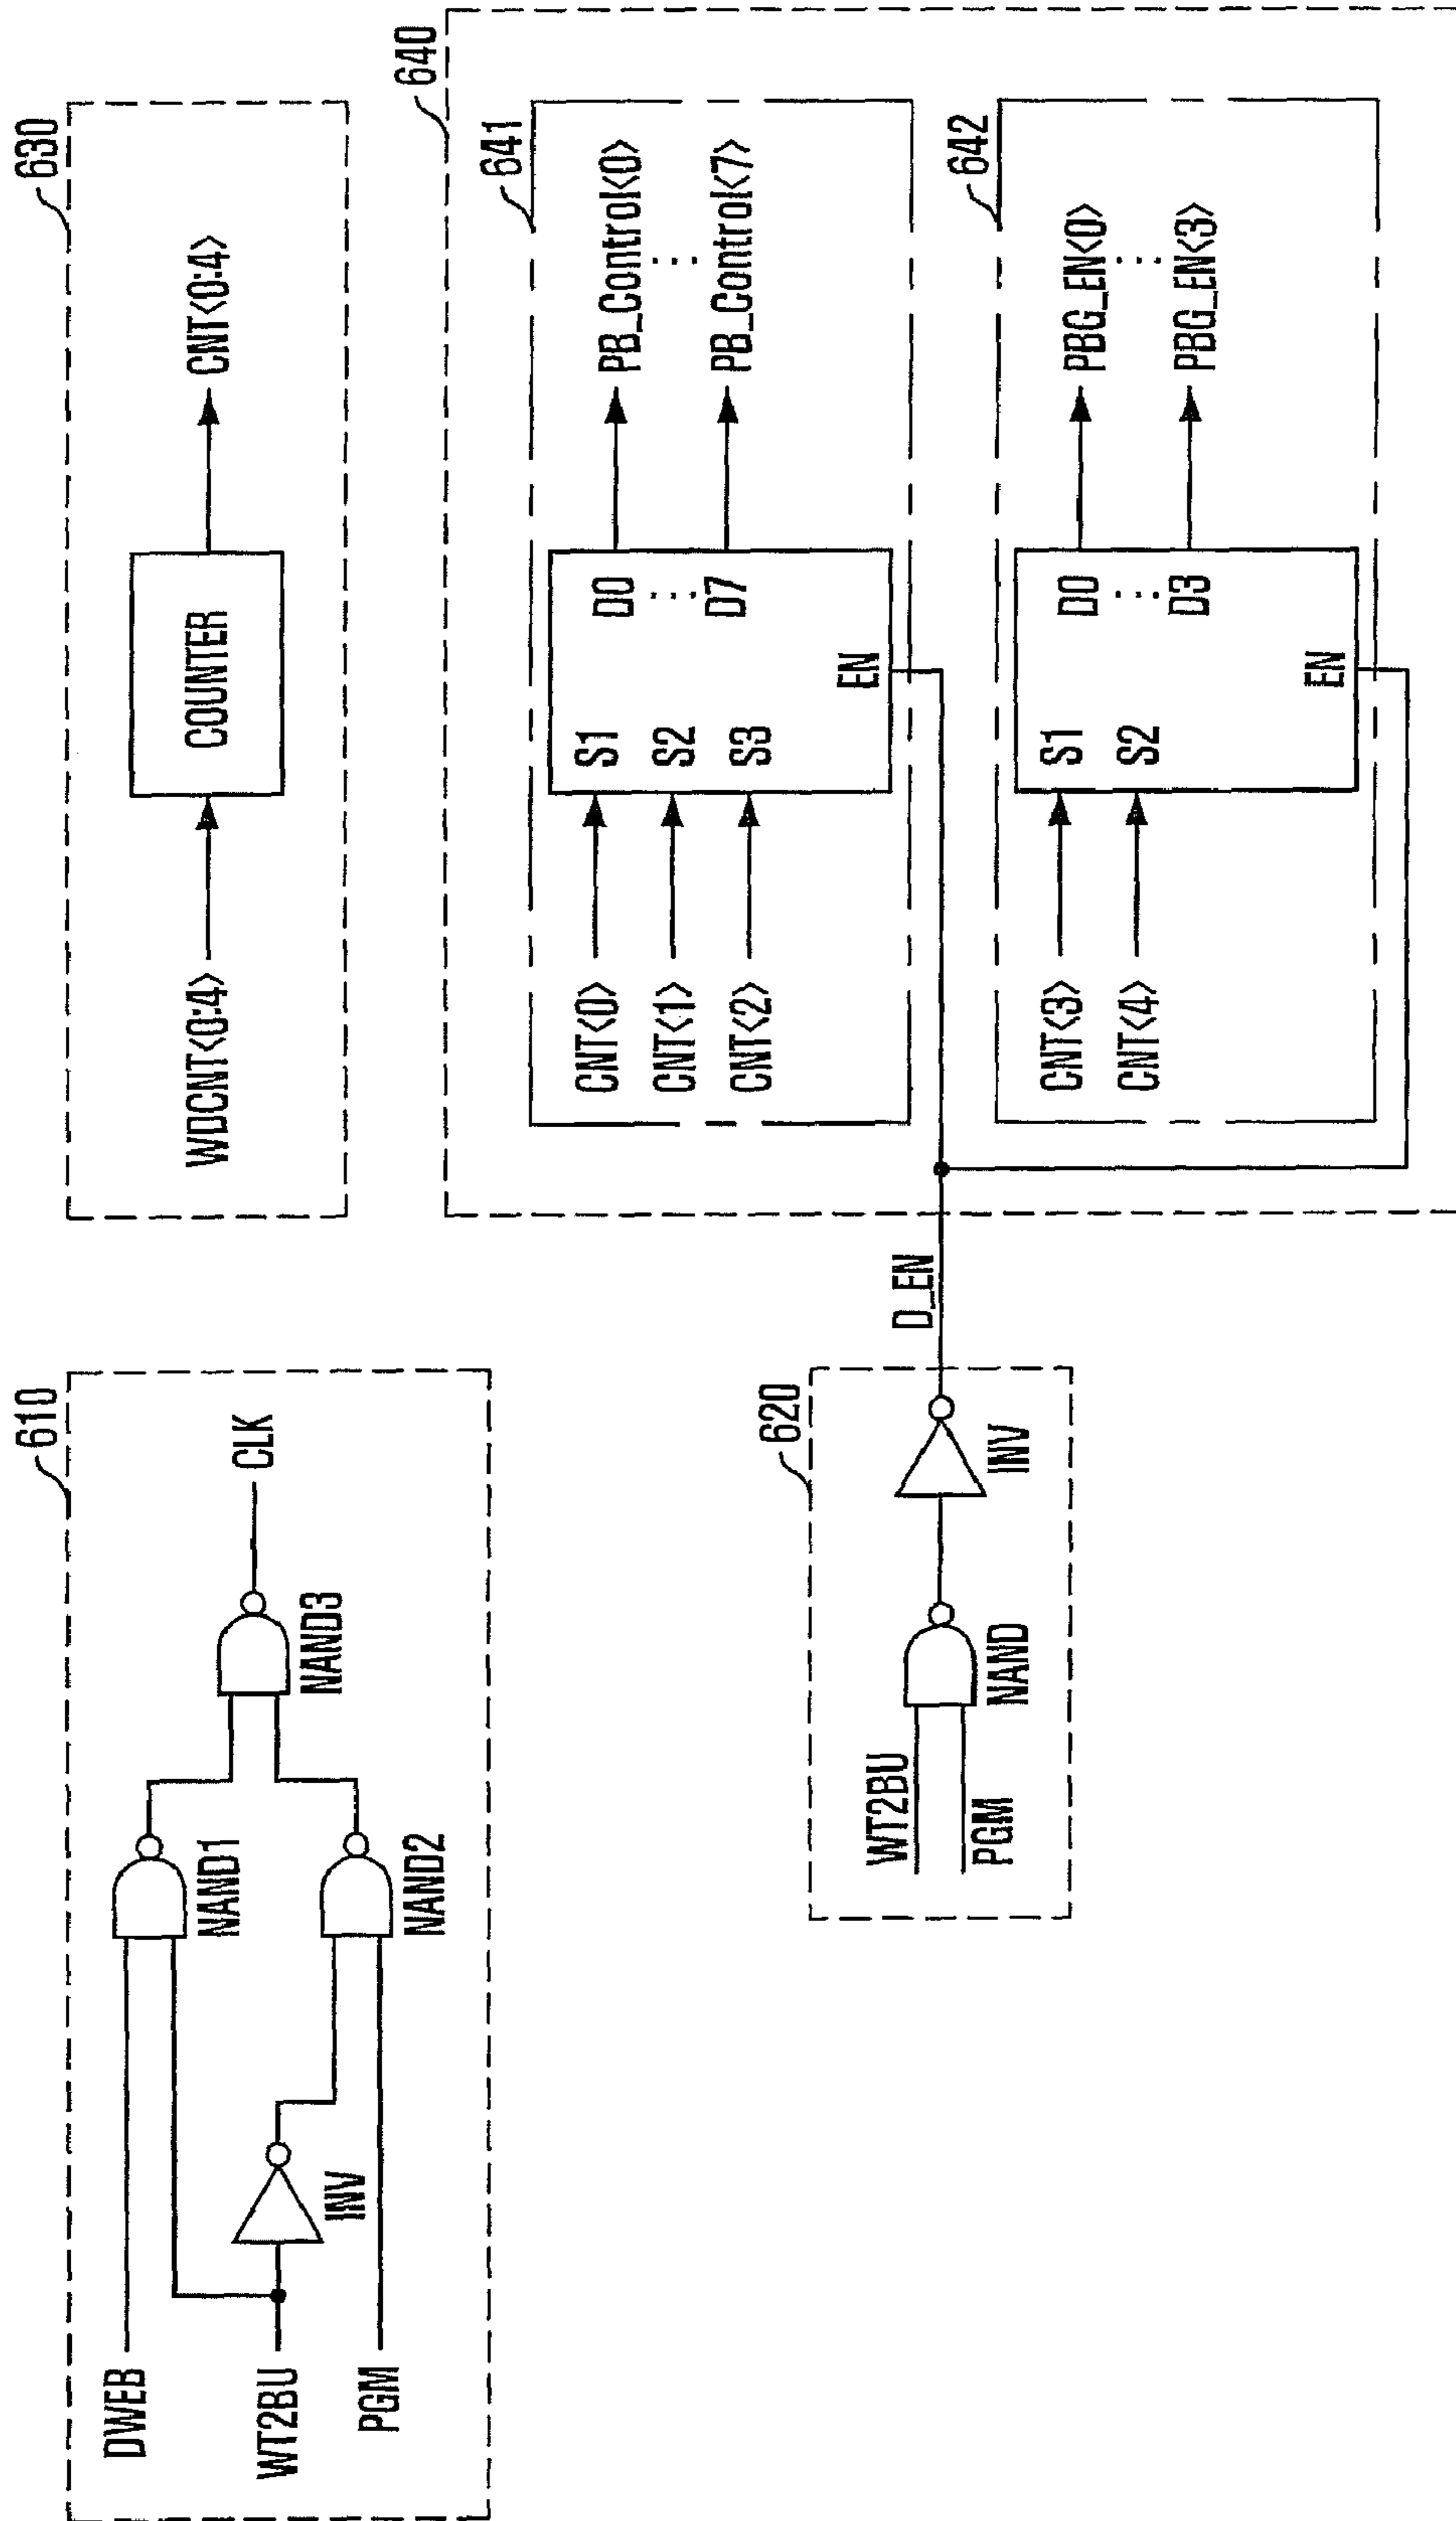 610
DWEB
WT2BU
PGM
INV
NAND1
NAND2
NAND3
CLK
630
WDCNT<0:4>
COUNTER
CNT<0:4>
620
WT2BU
PGM
NAND
INV
D_EN
640
641
CNT<0>
CNT<1>
CNT<2>
S1
S2
S3
D0
D7
EN
PB_Control<0>
PB_Control<7>
642
CNT<3>
CNT<4>
S1
S2
D0
D3
EN
PBG_EN<0>
PBG_EN<3>